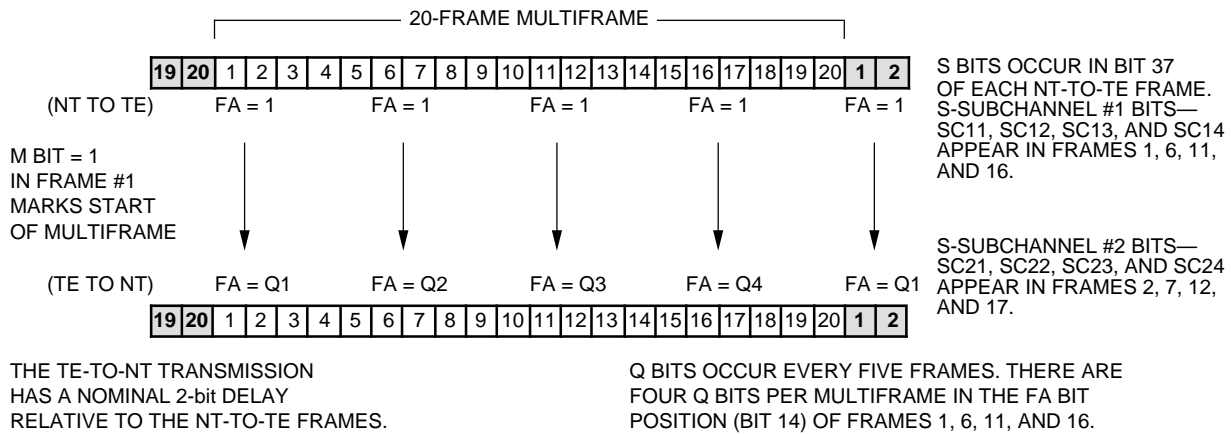 20-FRAME MULTIFRAME
19 20 1 2 3 4 5 6 7 8 9 10 11 12 13 14 15 16 17 18 19 20 1 2
(NT TO TE) FA = 1 FA = 1 FA = 1 FA = 1 FA = 1
S BITS OCCUR IN BIT 37
OF EACH NT-TO-TE FRAME.
S-SUBCHANNEL #1 BITS—
SC11, SC12, SC13, AND SC14
APPEAR IN FRAMES 1, 6, 11,
AND 16.
M BIT = 1
IN FRAME #1
MARKS START
OF MULTIFRAME
S-SUBCHANNEL #2 BITS—
SC21, SC22, SC23, AND SC24
APPEAR IN FRAMES 2, 7, 12,
AND 17.
(TE TO NT) FA = Q1 FA = Q2 FA = Q3 FA = Q4 FA = Q1
19 20 1 2 3 4 5 6 7 8 9 10 11 12 13 14 15 16 17 18 19 20 1 2
THE TE-TO-NT TRANSMISSION
HAS A NOMINAL 2-bit DELAY
RELATIVE TO THE NT-TO-TE FRAMES.
Q BITS OCCUR EVERY FIVE FRAMES. THERE ARE
FOUR Q BITS PER MULTIFRAME IN THE FA BIT
POSITION (BIT 14) OF FRAMES 1, 6, 11, AND 16.